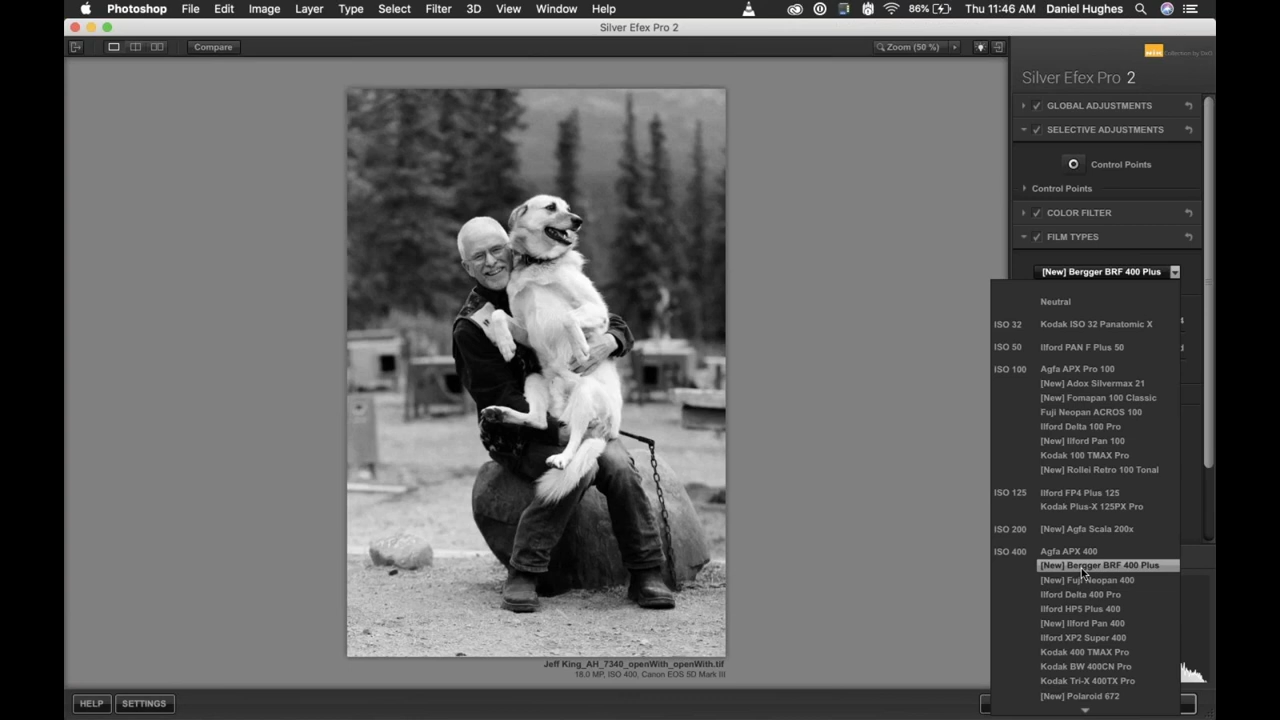 Photoshop File Edit Image Layer Type Select Filter 3D View Window Help 86% Thu 11:46 AM Daniel Hughes
Silver Efex Pro 2
Compare
Zoom (50 %)
Collection by DxO
Silver Efex Pro 2
GLOBAL ADJUSTMENTS
SELECTIVE ADJUSTMENTS
Control Points
Control Points
COLOR FILTER
FILM TYPES
[New] Bergger BRF 400 Plus
Neutral
ISO 32 Kodak ISO 32 Panatomic X
ISO 50 Ilford PAN F Plus 50
ISO 100 Agfa APX Pro 100
[New] Adox Silvermax 21
[New] Fomapan 100 Classic
Fuji Neopan ACROS 100
Ilford Delta 100 Pro
[New] Ilford Pan 100
Kodak 100 TMAX Pro
[New] Rollei Retro 100 Tonal
ISO 125 Ilford FP4 Plus 125
Kodak Plus-X 125PX Pro
ISO 200 [New] Agfa Scala 200x
ISO 400 Agfa APX 400
[New] Bergger BRF 400 Plus
[New] Fuji Neopan 400
Ilford Delta 400 Pro
Ilford HP5 Plus 400
[New] Ilford Pan 400
Ilford XP2 Super 400
Kodak 400 TMAX Pro
Kodak BW 400CN Pro
Kodak Tri-X 400TX Pro
[New] Polaroid 672
Jeff King_AH_7340_openWith_openWith.tif
18.0 MP, ISO 400, Canon EOS 5D Mark III
HELP SETTINGS